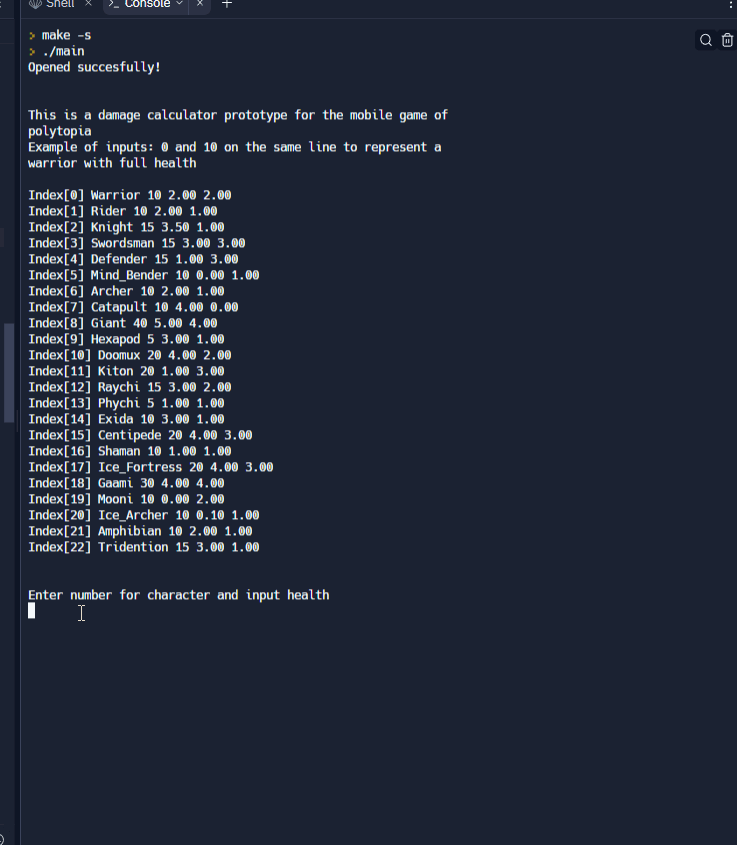 Shell × >_ Console × +
> make -s
> ./main
Opened succesfully!
This is a damage calculator prototype for the mobile game of
polytopia
Example of inputs: 0 and 10 on the same line to represent a
warrior with full health
Index[0] Warrior 10 2.00 2.00
Index[1] Rider 10 2.00 1.00
Index[2] Knight 15 3.50 1.00
Index[3] Swordsman 15 3.00 3.00
Index[4] Defender 15 1.00 3.00
Index[5] Mind_Bender 10 0.00 1.00
Index[6] Archer 10 2.00 1.00
Index[7] Catapult 10 4.00 0.00
Index[8] Giant 40 5.00 4.00
Index[9] Hexapod 5 3.00 1.00
Index[10] Doomux 20 4.00 2.00
Index[11] Kiton 20 1.00 3.00
Index[12] Raychi 15 3.00 2.00
Index[13] Phychi 5 1.00 1.00
Index[14] Exida 10 3.00 1.00
Index[15] Centipede 20 4.00 3.00
Index[16] Shaman 10 1.00 1.00
Index[17] Ice_Fortress 20 4.00 3.00
Index[18] Gaami 30 4.00 4.00
Index[19] Mooni 10 0.00 2.00
Index[20] Ice_Archer 10 0.10 1.00
Index[21] Amphibian 10 2.00 1.00
Index[22] Tridention 15 3.00 1.00
Enter number for character and input health